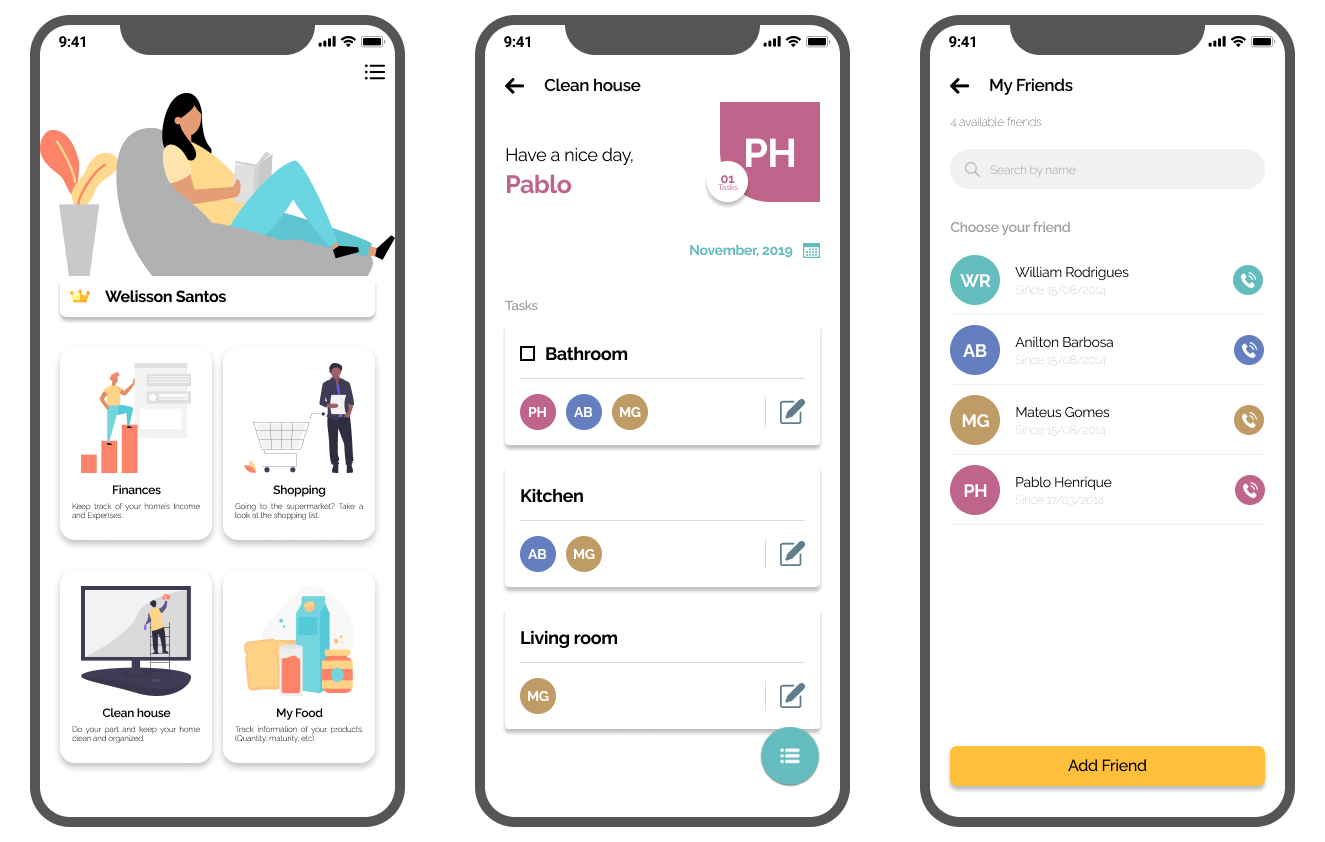 9:41
Welisson Santos
Finances
Keep track of your home's Income
and Expenses.
Shopping
Going to the supermarket? Take a
look at the shopping list.
Clean house
Do your part and keep your home
clean and organized.
My Food
Track information of your products.
(Quantity, maturity, etc).
9:41
Clean house
Have a nice day,
Pablo
PH
01
Tasks
November, 2019
Tasks
Bathroom
PH AB MG
Kitchen
AB MG
Living room
MG
9:41
My Friends
4 available friends
Search by name
Choose your friend
WR
William Rodrigues
Since 15/08/2014
AB
Anilton Barbosa
Since 15/08/2014
MG
Mateus Gomes
Since 15/08/2014
PH
Pablo Henrique
Since 17/03/2014
Add Friend